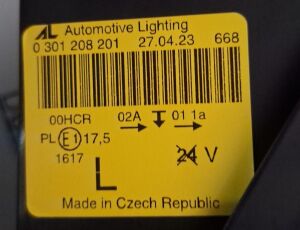 AL Automotive Lighting
0 301 208 201 27.04.23 668
00HCR 02A 01 1a
PL E1 17,5
1617 24 V
L
Made in Czech Republic